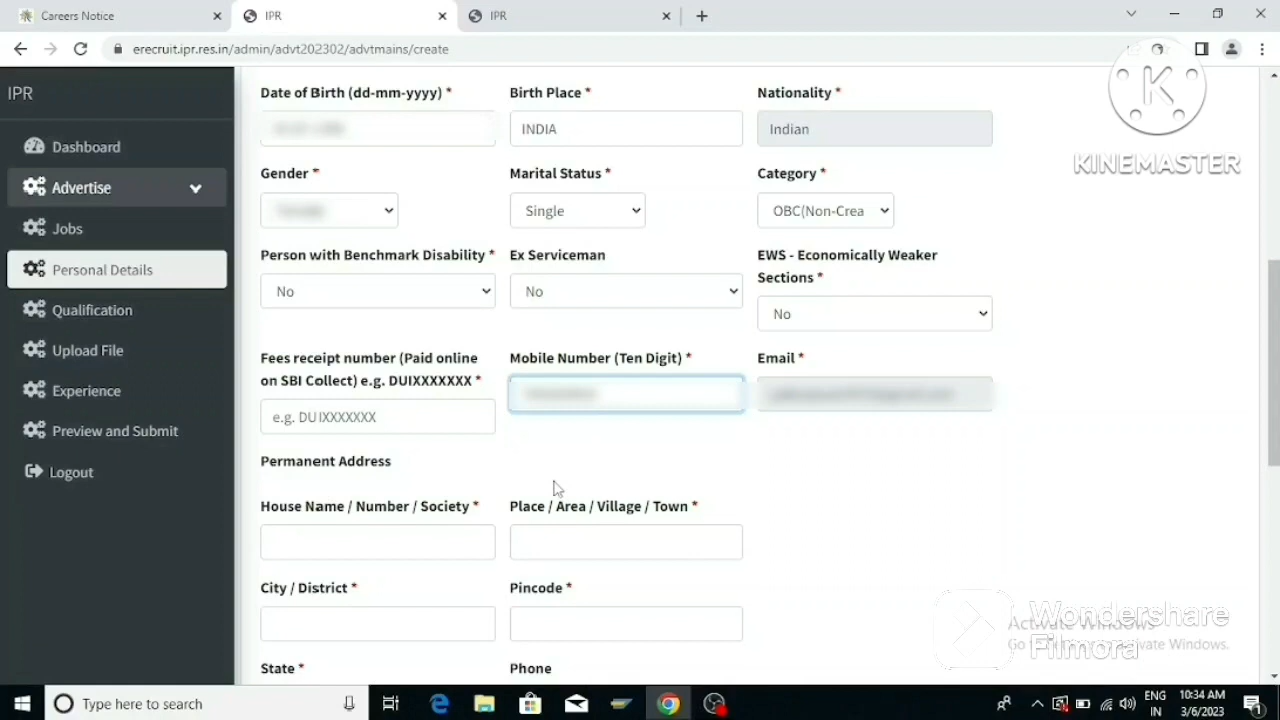 Careers Notice
IPR
IPR
erecruit.ipr.res.in/admin/advt202302/advtmains/create
IPR
Dashboard
Advertise
Jobs
Personal Details
Qualification
Upload File
Experience
Preview and Submit
Logout
Date of Birth (dd-mm-yyyy) *
Birth Place *
Nationality *
INDIA
Indian
Gender *
Marital Status *
Category *
Single
OBC(Non-Crea
Person with Benchmark Disability *
Ex Serviceman
EWS - Economically Weaker
Sections *
No
No
No
Fees receipt number (Paid online
on SBI Collect) e.g. DUIXXXXXXX *
Mobile Number (Ten Digit) *
Email *
e.g. DUIXXXXXXX
Permanent Address
House Name / Number / Society *
Place / Area / Village / Town *
City / District *
Pincode *
State *
Phone
K
KINEMASTER
Activate Windows
Wondershare
Filmora
Type here to search
ENG
IN
10:34 AM
3/6/2023
1